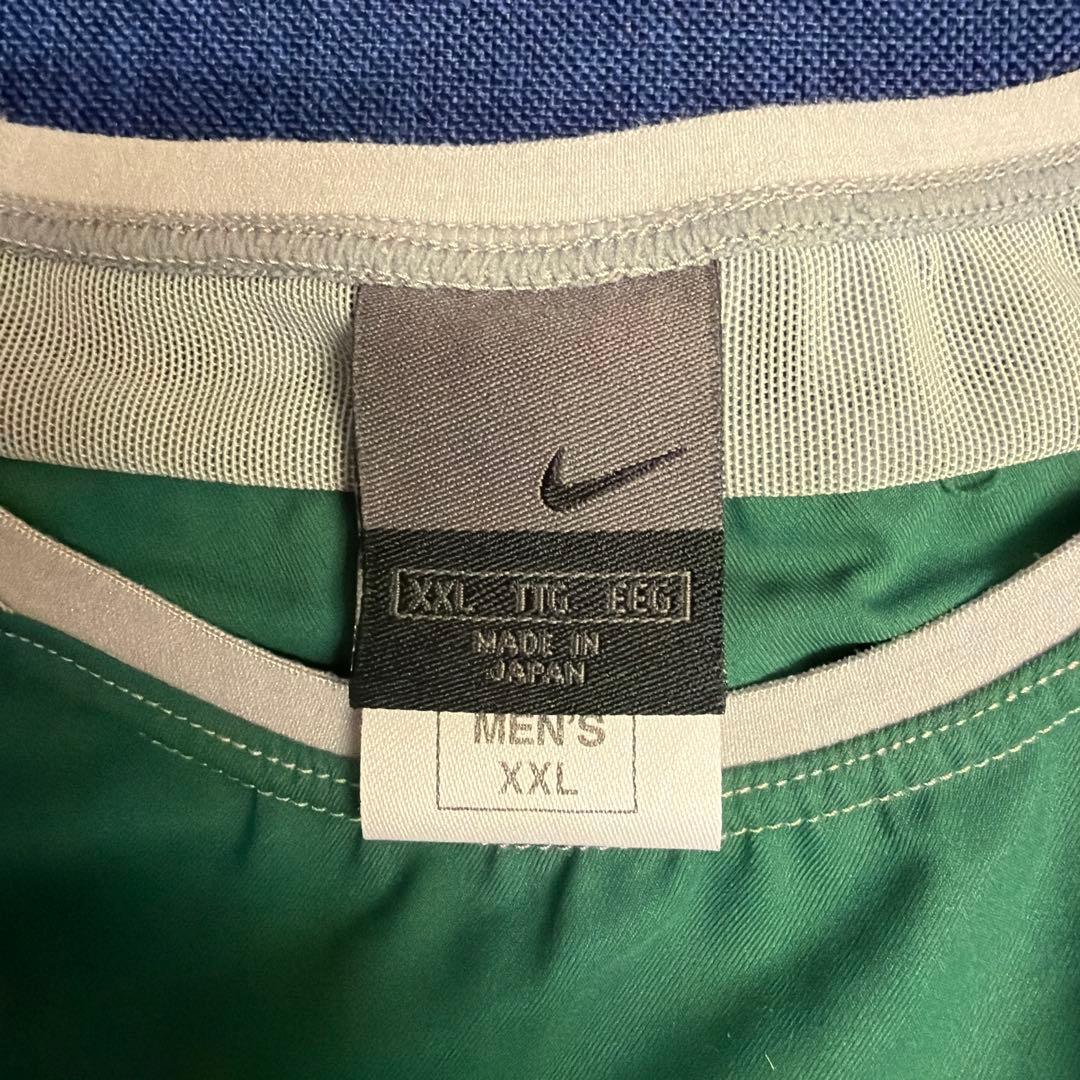 XXL TTG EEG
MADE IN
JAPAN
MEN'S
XXL